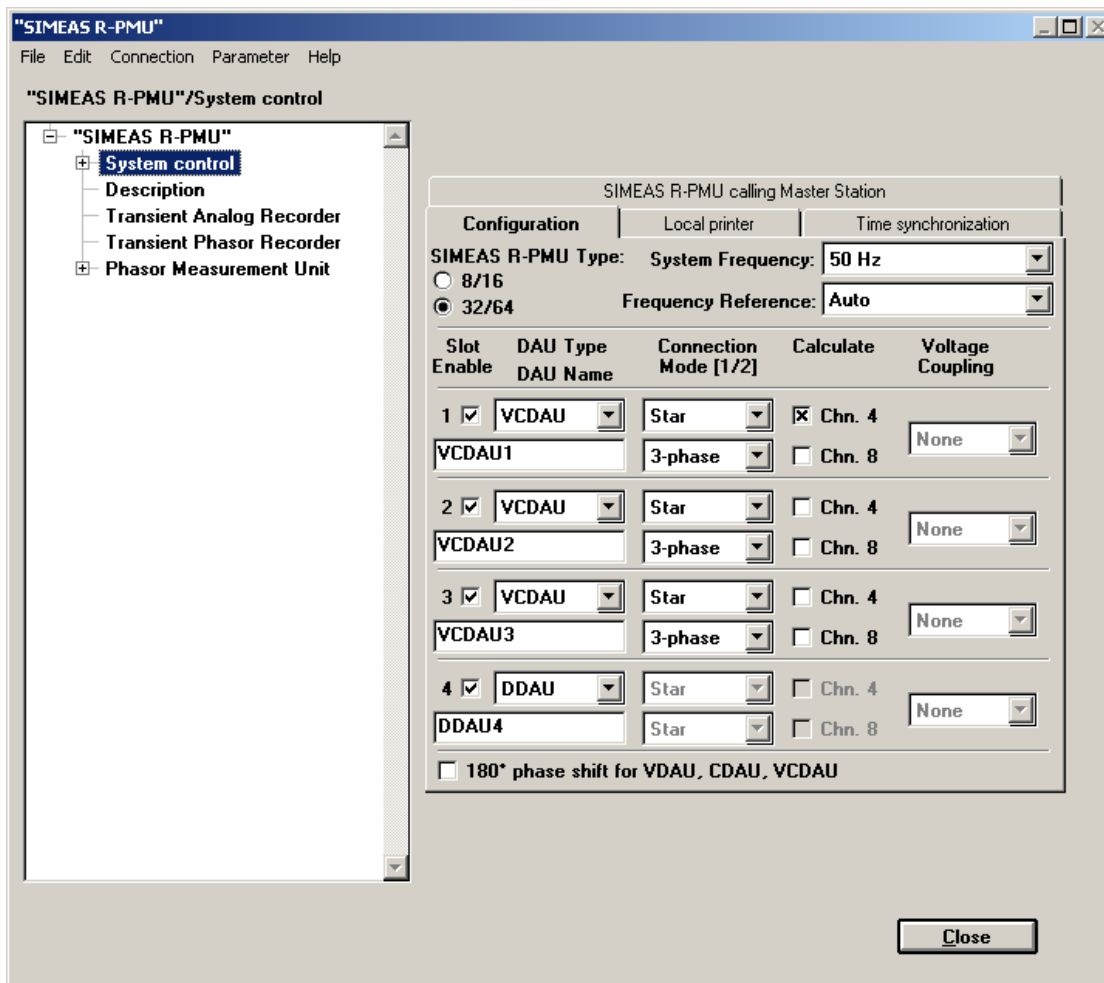 "SIMEAS R-PMU"
File Edit Connection Parameter Help
"SIMEAS R-PMU"/System control
"SIMEAS R-PMU"
System control
Description
Transient Analog Recorder
Transient Phasor Recorder
Phasor Measurement Unit
SIMEAS R-PMU calling Master Station
Configuration Local printer Time synchronization
SIMEAS R-PMU Type: System Frequency: 50 Hz
8/16
32/64 Frequency Reference: Auto
Slot DAU Type Connection Calculate Voltage
Enable DAU Name Mode [1/2] Coupling
1 VCDAU Star Chn. 4 None
VCDAU1 3-phase Chn. 8
2 VCDAU Star Chn. 4 None
VCDAU2 3-phase Chn. 8
3 VCDAU Star Chn. 4 None
VCDAU3 3-phase Chn. 8
4 DDAU Star Chn. 4 None
DDAU4 Star Chn. 8
180° phase shift for VDAU, CDAU, VCDAU
Close